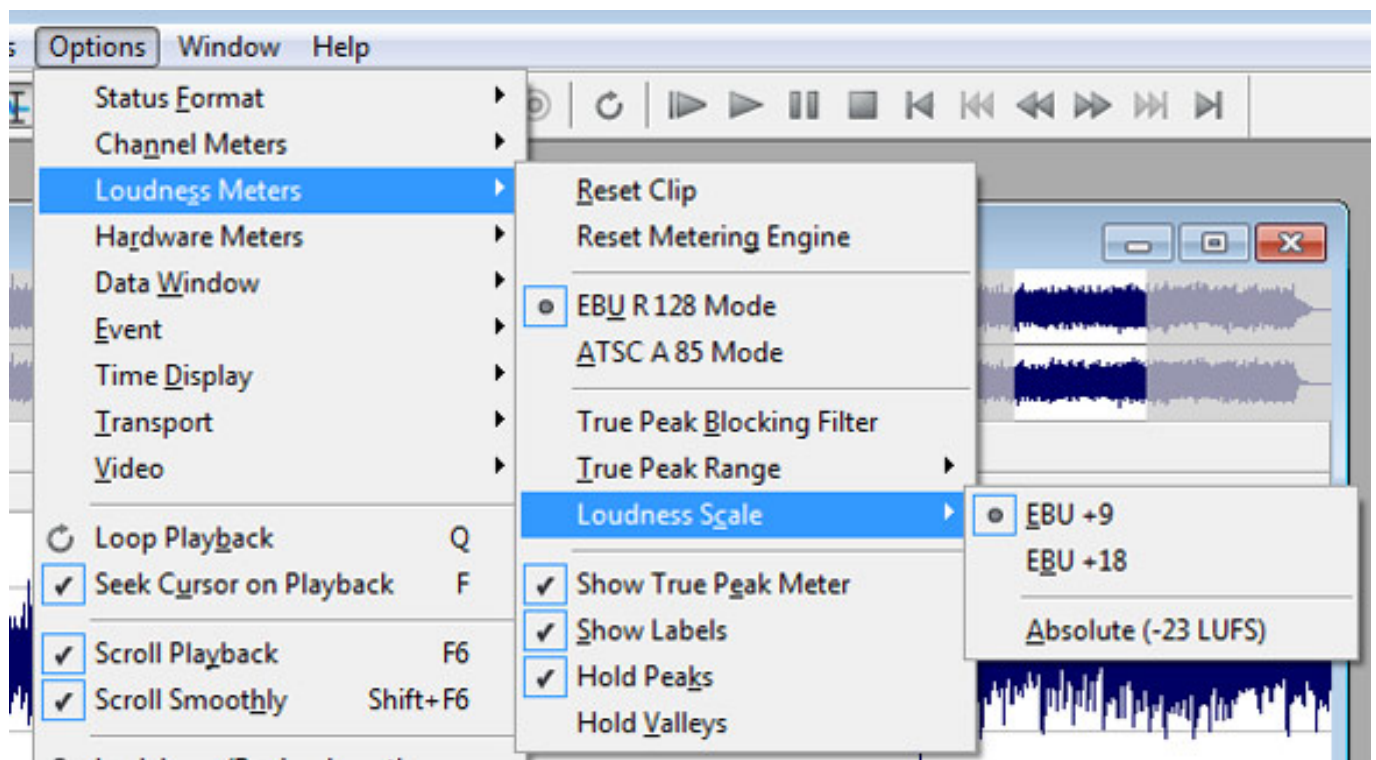 Options Window Help
Status Format
Channel Meters
Loudness Meters
Hardware Meters
Data Window
Event
Time Display
Transport
Video
Loop Playback Q
Seek Cursor on Playback F
Scroll Playback F6
Scroll Smoothly Shift+F6
Reset Clip
Reset Metering Engine
EBU R 128 Mode
ATSC A 85 Mode
True Peak Blocking Filter
True Peak Range
Loudness Scale
Show True Peak Meter
Show Labels
Hold Peaks
Hold Valleys
EBU +9
EBU +18
Absolute (-23 LUFS)